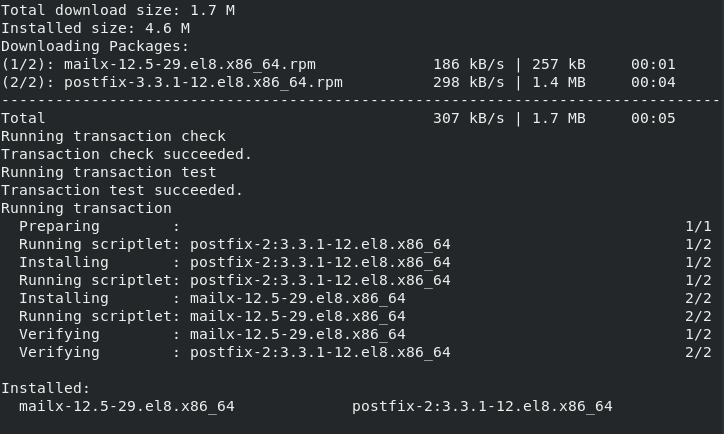 Total download size: 1.7 M
Installed size: 4.6 M
Downloading Packages:
(1/2): mailx-12.5-29.el8.x86_64.rpm             186 kB/s | 257 kB     00:01
(2/2): postfix-3.3.1-12.el8.x86_64.rpm          298 kB/s | 1.4 MB     00:04
--------------------------------------------------------------------------------
Total                                           307 kB/s | 1.7 MB     00:05
Running transaction check
Transaction check succeeded.
Running transaction test
Transaction test succeeded.
Running transaction
  Preparing        :                                                        1/1
  Running scriptlet: postfix-2:3.3.1-12.el8.x86_64                          1/2
  Installing       : postfix-2:3.3.1-12.el8.x86_64                          1/2
  Running scriptlet: postfix-2:3.3.1-12.el8.x86_64                          1/2
  Installing       : mailx-12.5-29.el8.x86_64                               2/2
  Running scriptlet: mailx-12.5-29.el8.x86_64                               2/2
  Verifying        : mailx-12.5-29.el8.x86_64                               1/2
  Verifying        : postfix-2:3.3.1-12.el8.x86_64                          2/2

Installed:
  mailx-12.5-29.el8.x86_64             postfix-2:3.3.1-12.el8.x86_64